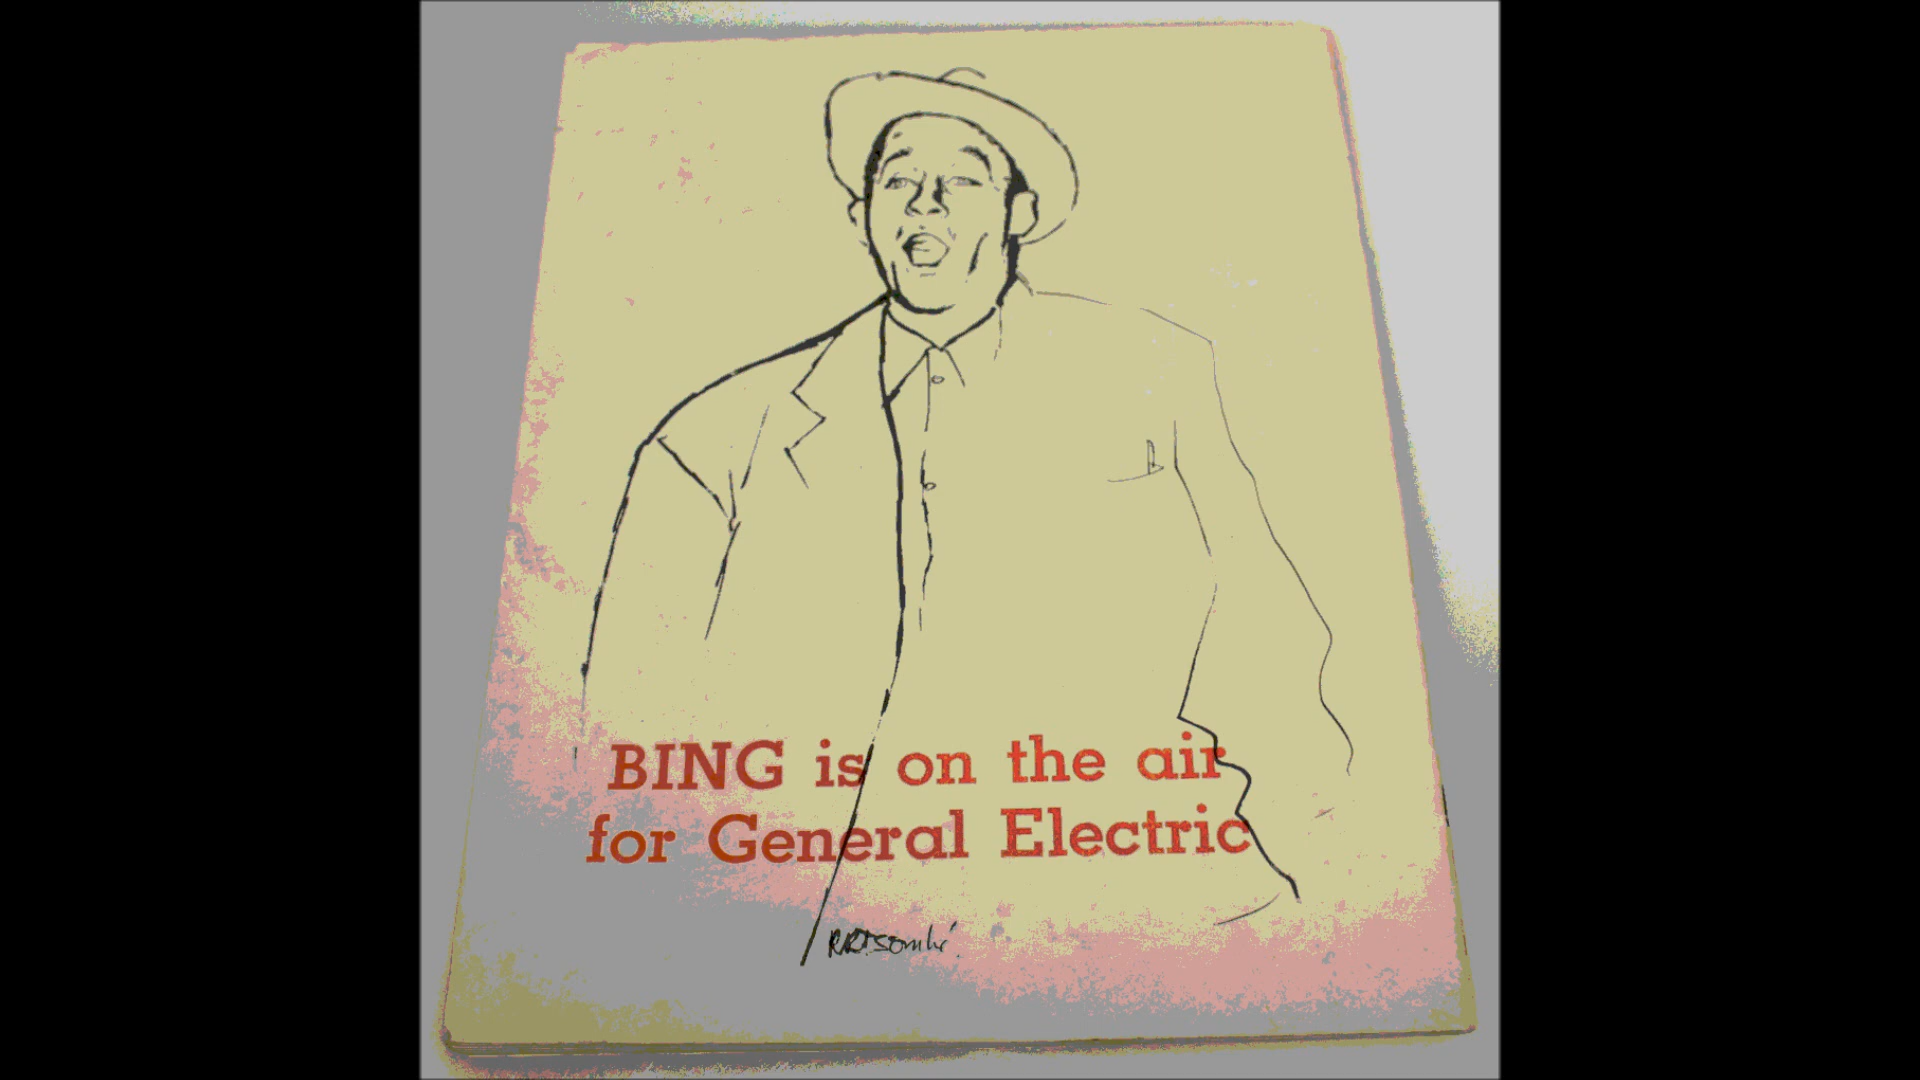 BING is on the air
for General Electric